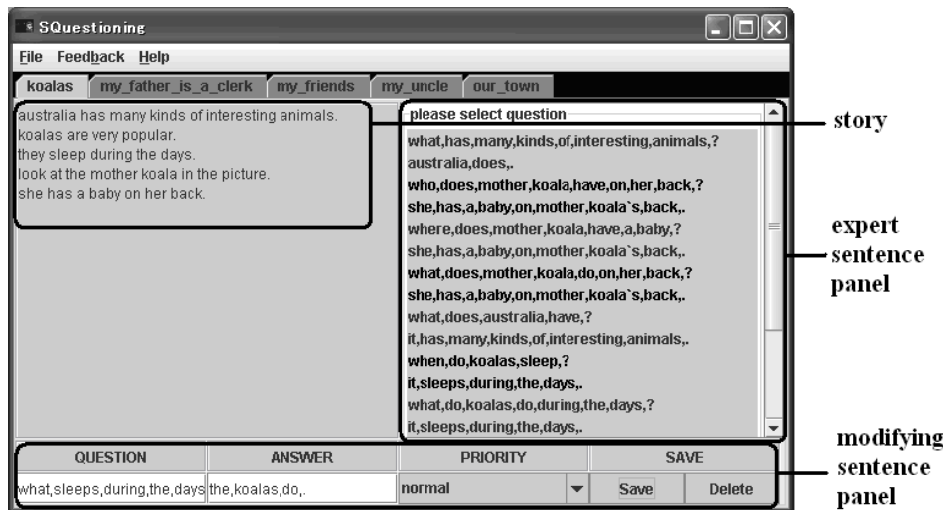 SQuestioning
File Feedback Help
koalas my_father_is_a_clerk my_friends my_uncle our_town
australia has many kinds of interesting animals.
koalas are very popular.
they sleep during the days.
look at the mother koala in the picture.
she has a baby on her back.
please select question
what,has,many,kinds,of,interesting,animals,?
australia,does,.
who,does,mother,koala,have,on,her,back,?
she,has,a,baby,on,mother,koala`s,back,.
where,does,mother,koala,have,a,baby,?
she,has,a,baby,on,mother,koala`s,back,.
what,does,mother,koala,do,on,her,back,?
she,has,a,baby,on,mother,koala`s,back,.
what,does,australia,have,?
it,has,many,kinds,of,interesting,animals,.
when,do,koalas,sleep,?
it,sleeps,during,the,days,.
what,do,koalas,do,during,the,days,?
it,sleeps,during,the,days,.
story
expert
sentence
panel
QUESTION ANSWER PRIORITY SAVE
what,sleeps,during,the,days the,koalas,do,. normal Save Delete
modifying
sentence
panel